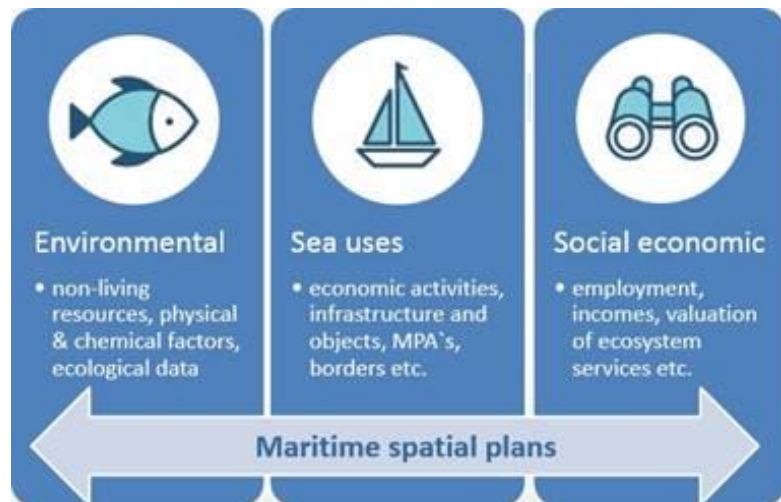 Environmental
• non-living
resources, physical
& chemical factors,
ecological data
Sea uses
• economic activities,
infrastructure and
objects, MPA`s,
borders etc.
Social economic
• employment,
incomes, valuation
of ecosystem
services etc.
Maritime spatial plans